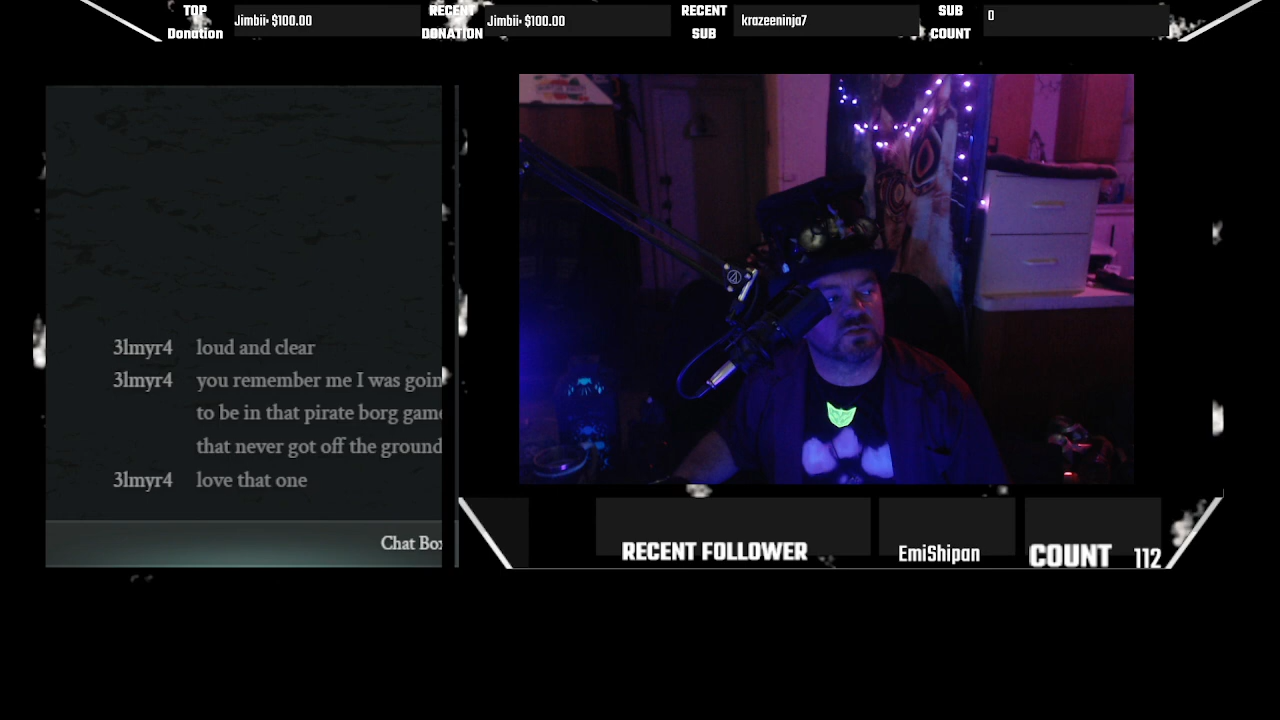 TOP
Donation
Jimbii: $100.00
RECENT
DONATION
Jimbii: $100.00
RECENT
SUB
krazeeninja7
SUB
COUNT
0
3lmyr4 loud and clear
3lmyr4 you remember me I was goin
to be in that pirate borg game
that never got off the ground
3lmyr4 love that one
Chat Box
RECENT FOLLOWER
EmiShipan
COUNT 112